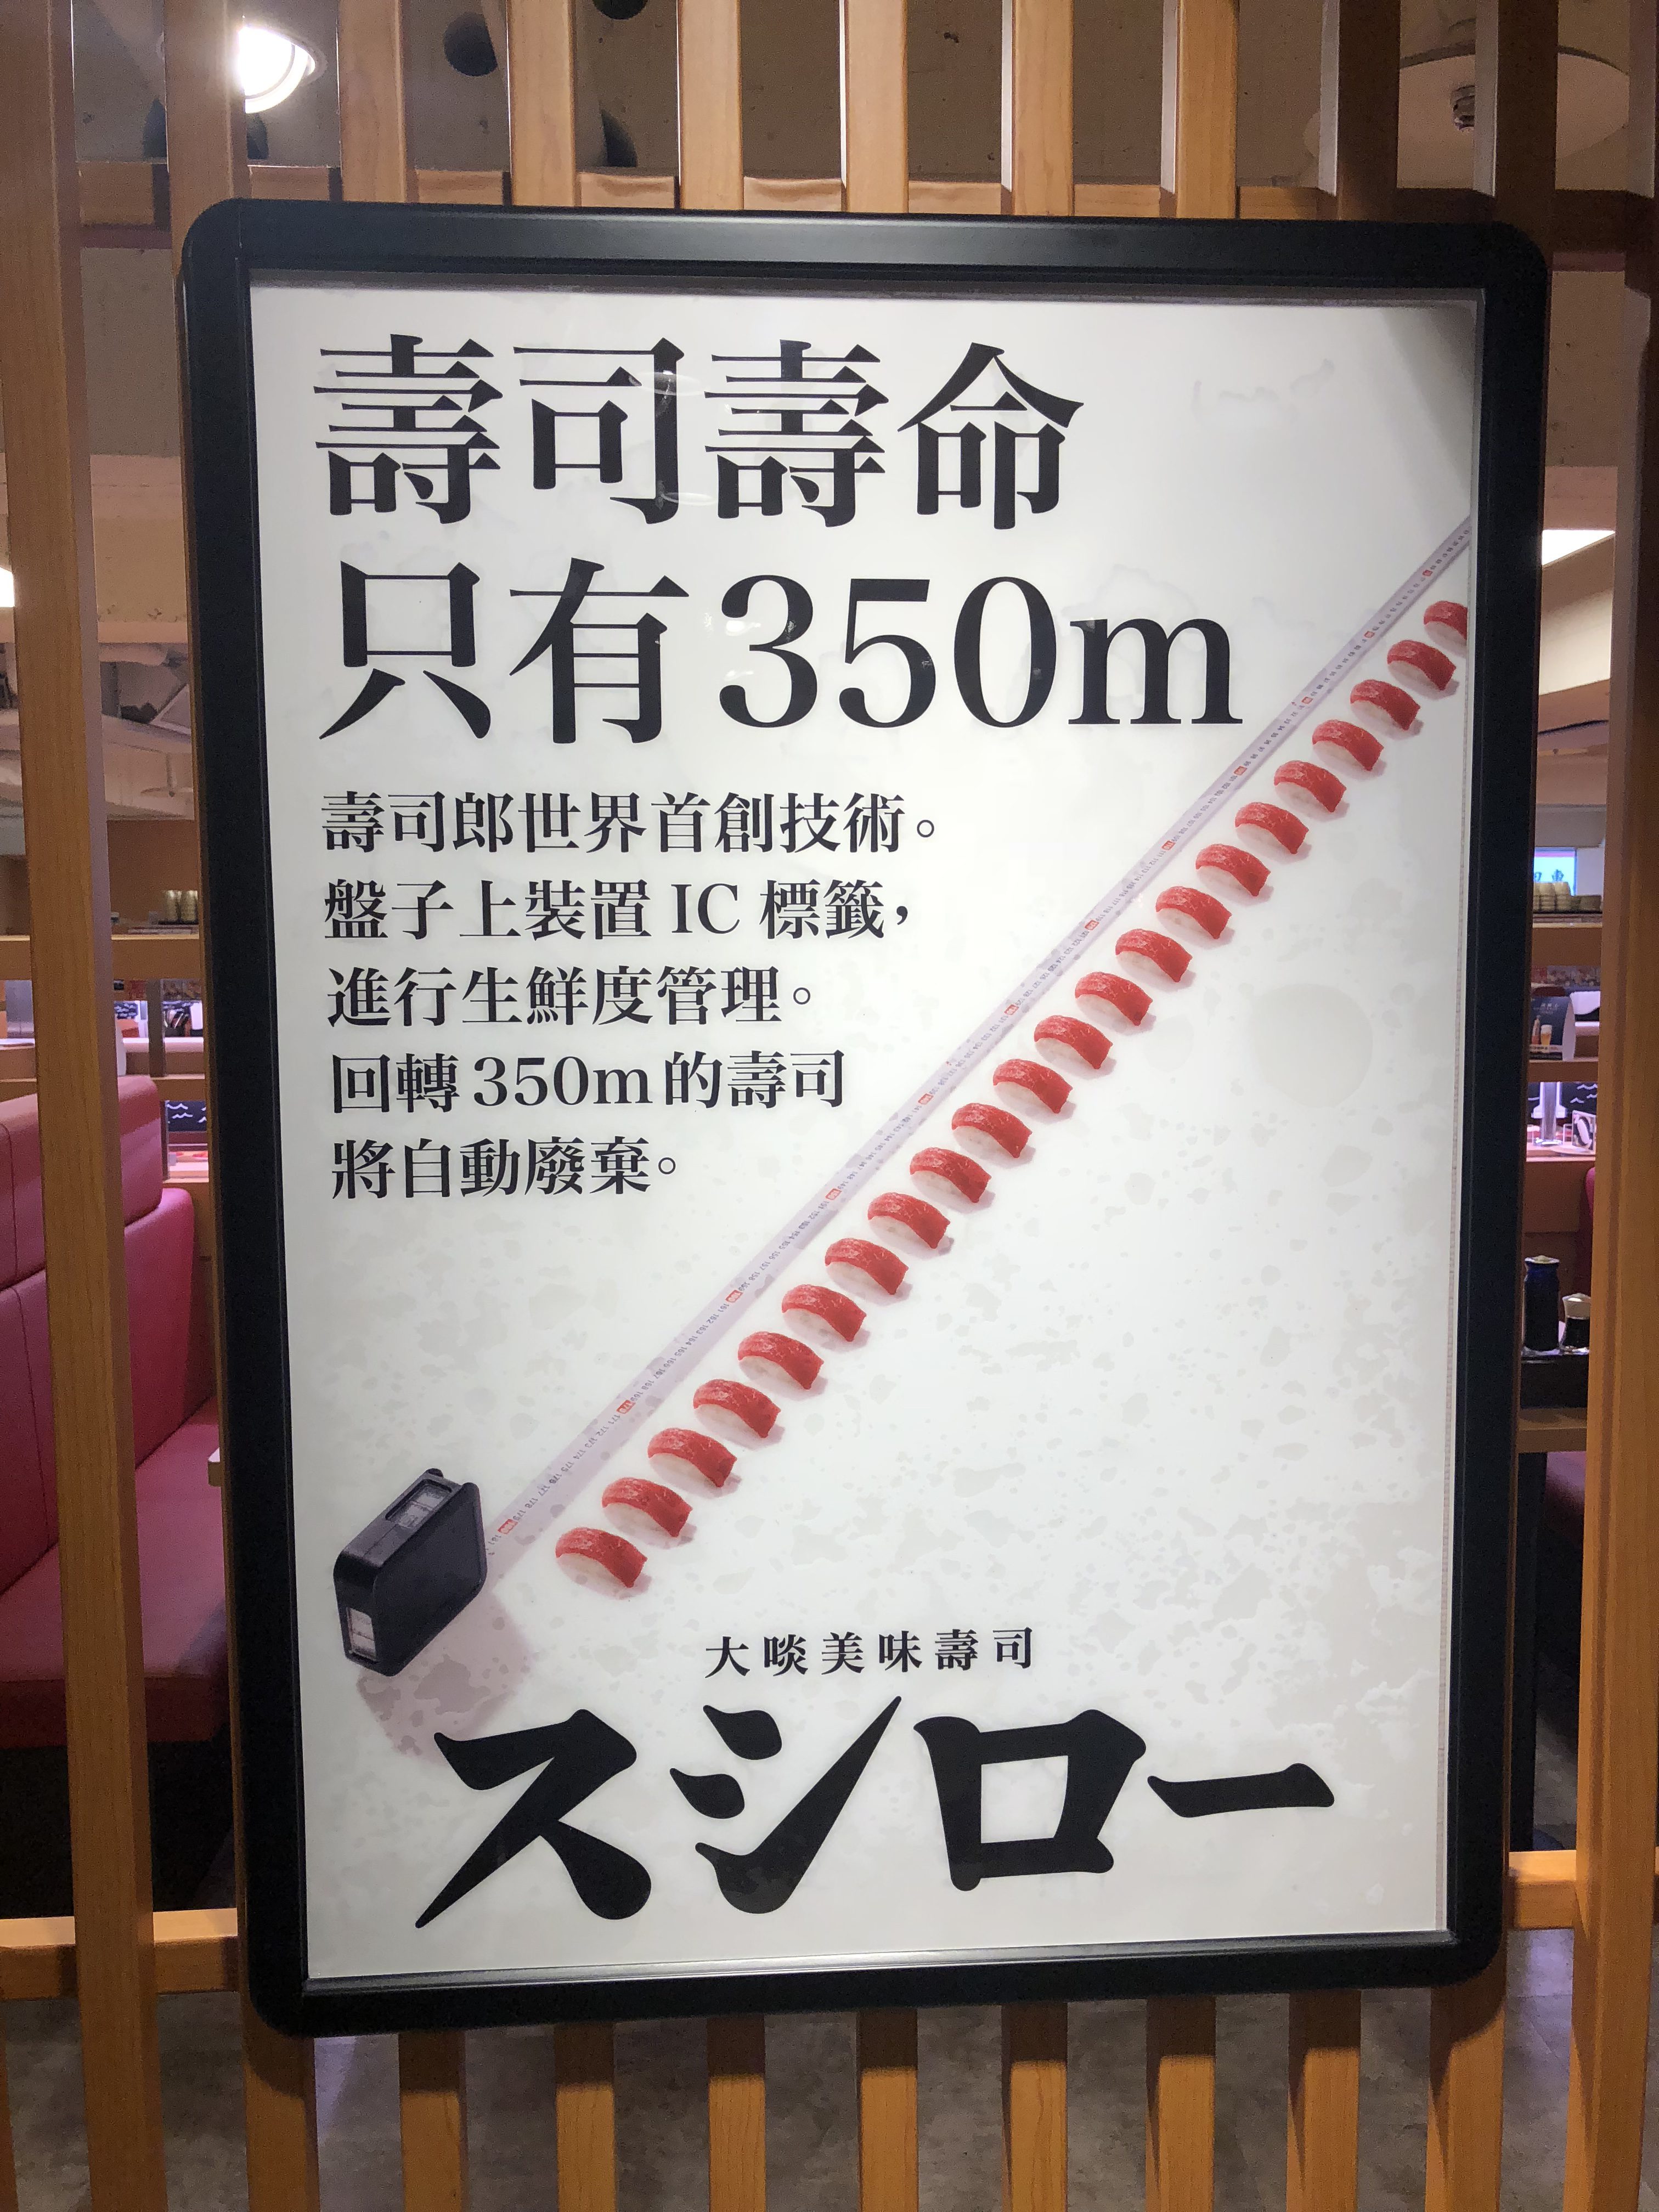 壽司壽命
只有350m
壽司郎世界首創技術。
盤子上裝置 IC 標籤，
進行生鮮度管理。
回轉350m的壽司
將自動廢棄。
大啖美味壽司
スシロー